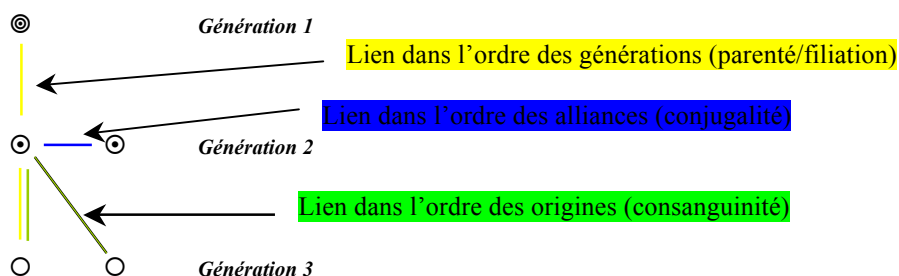 Génération 1
Lien dans l’ordre des générations (parenté/filiation)
Lien dans l’ordre des alliances (conjugalité)
Génération 2
Lien dans l’ordre des origines (consanguinité)
Génération 3